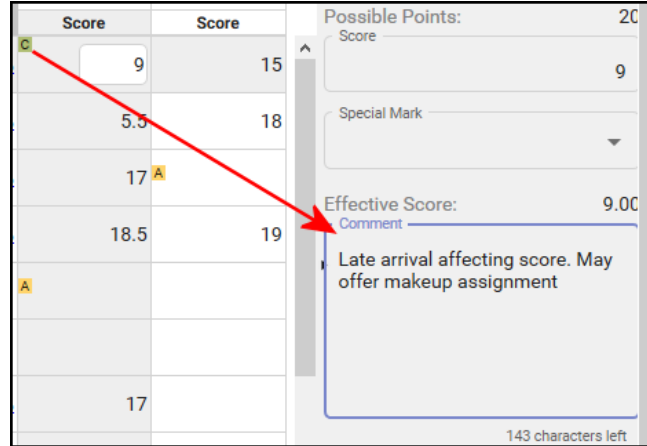 Score Score
C 9 15
5.5 18
17 A
18.5 19
A
17
Possible Points: 20
Score
9
Special Mark
Effective Score: 9.00
Comment
Late arrival affecting score. May
offer makeup assignment
143 characters left